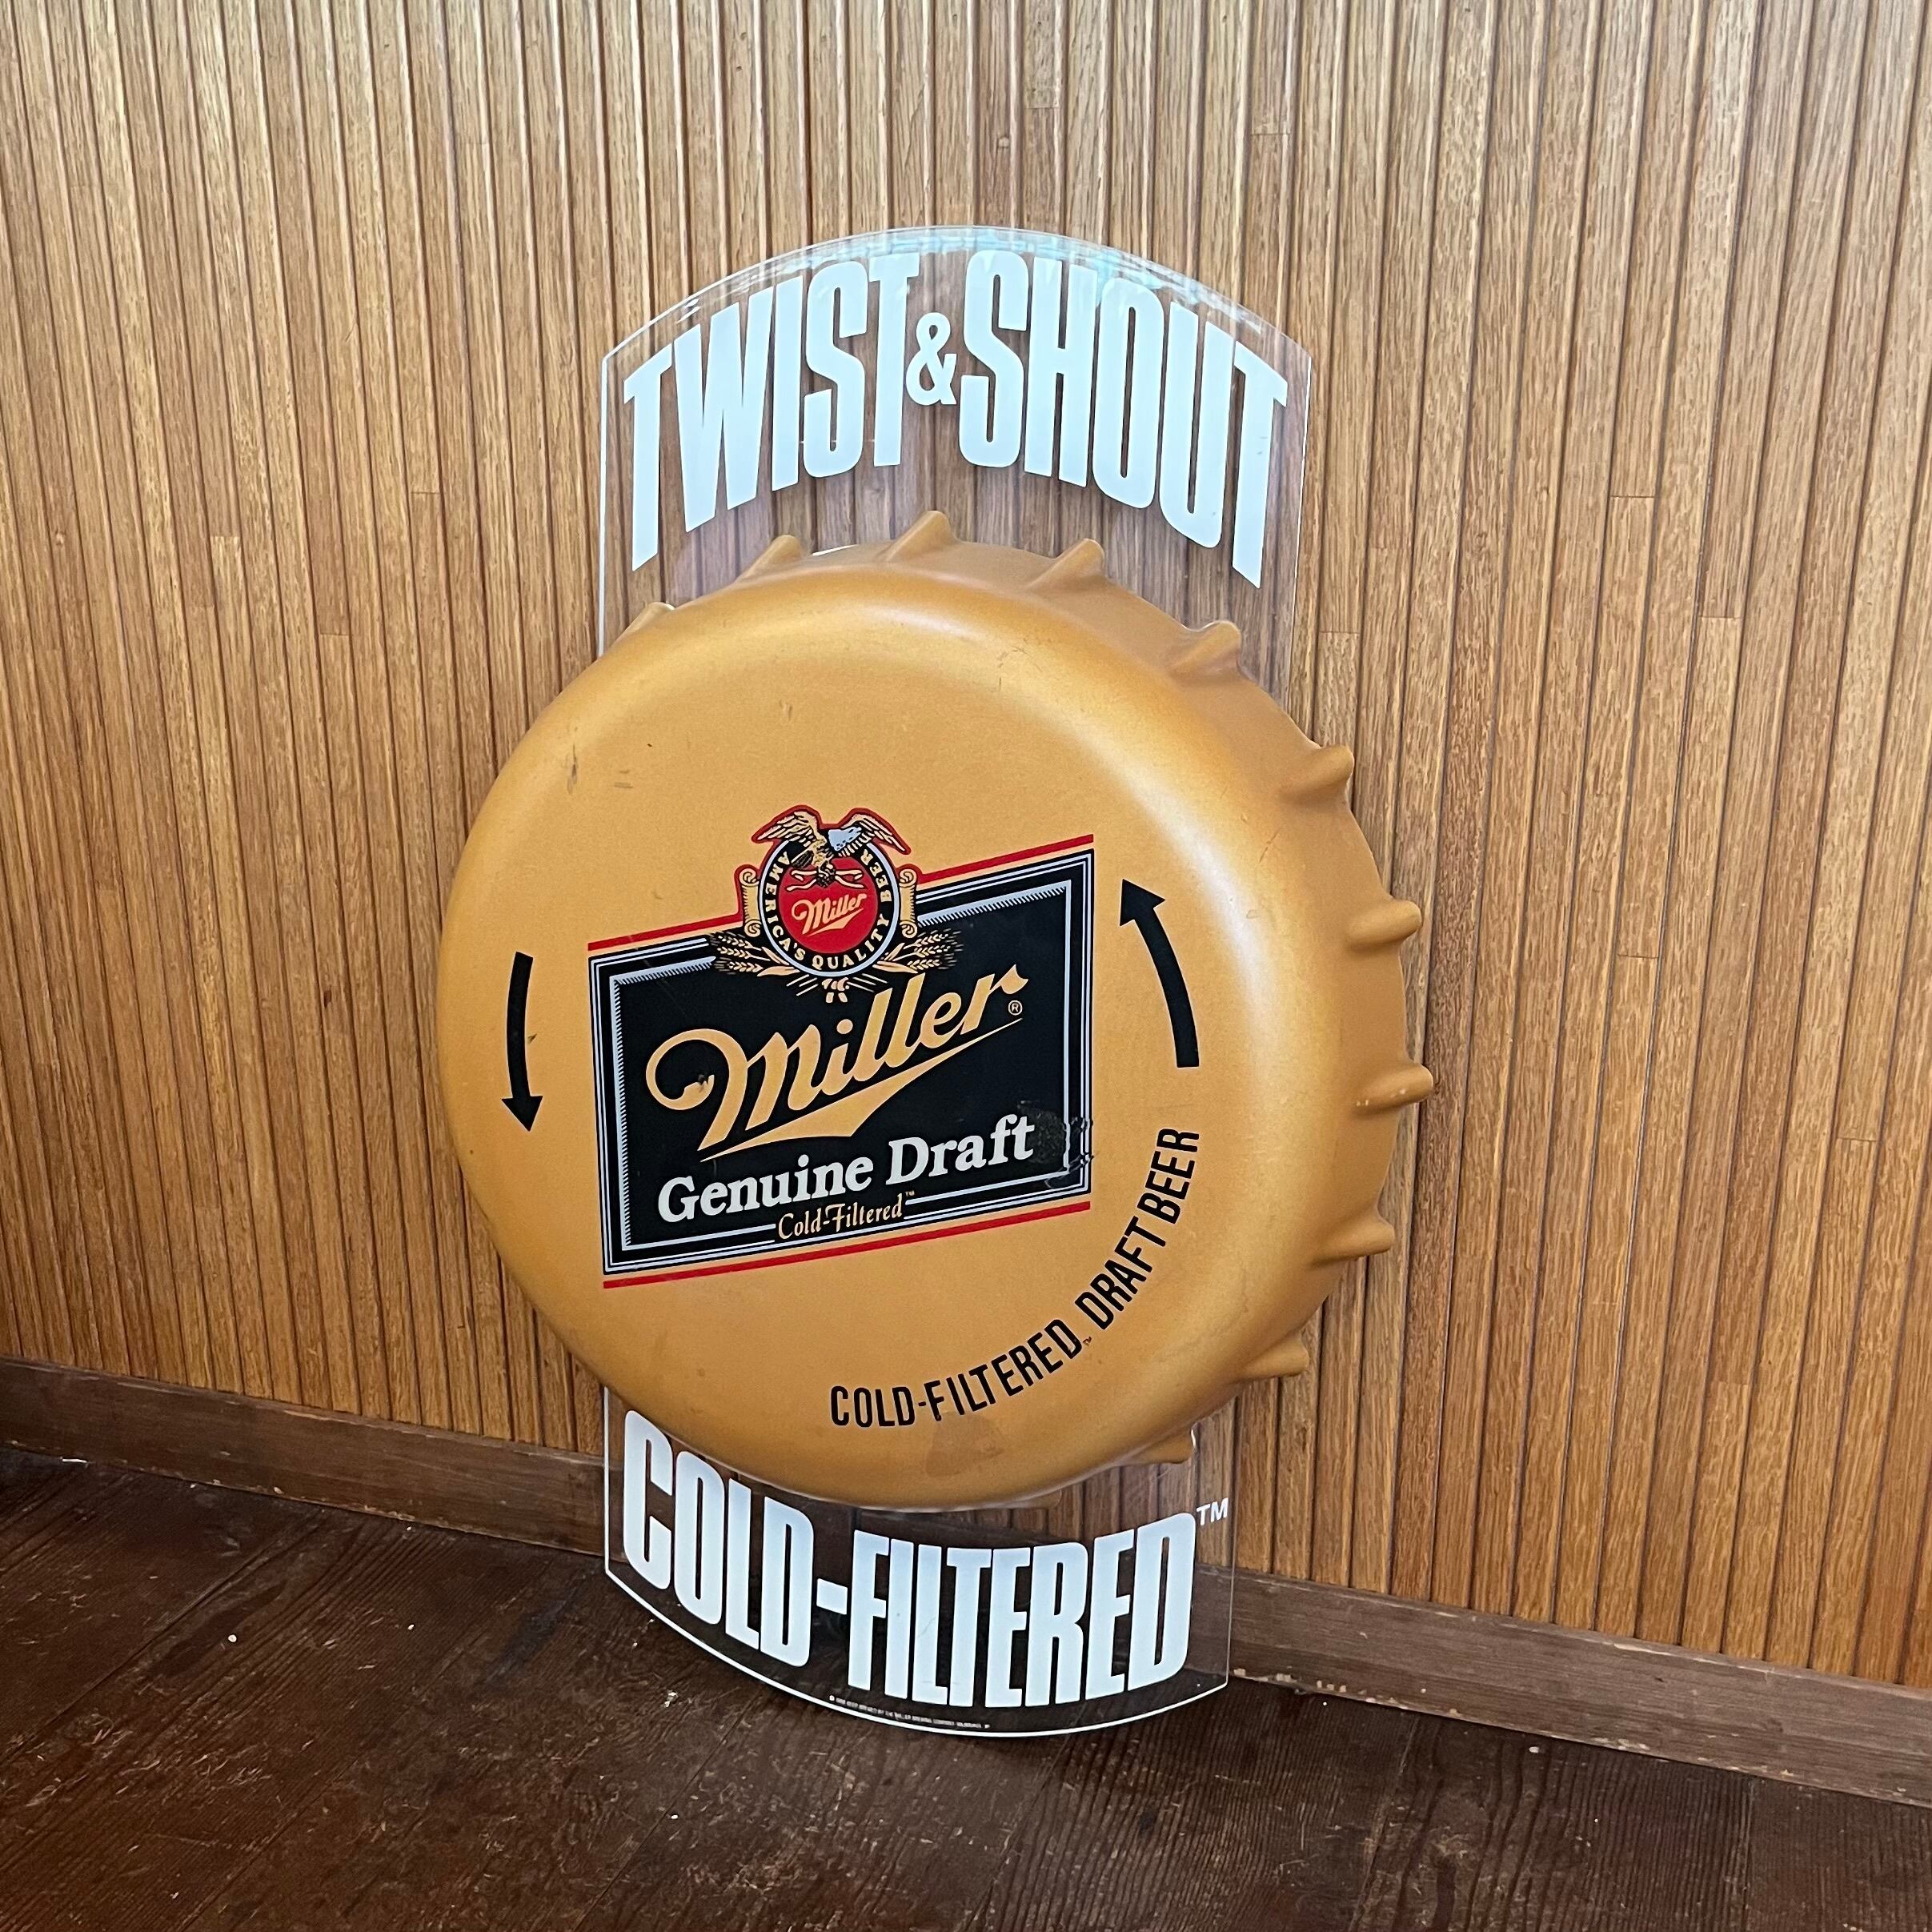 TWIST & SHOUT
AMERICA'S QUALITY BEER
Miller
Miller®
Genuine Draft
Cold-Filtered™
COLD-FILTERED™ DRAFT BEER
COLD-FILTERED™